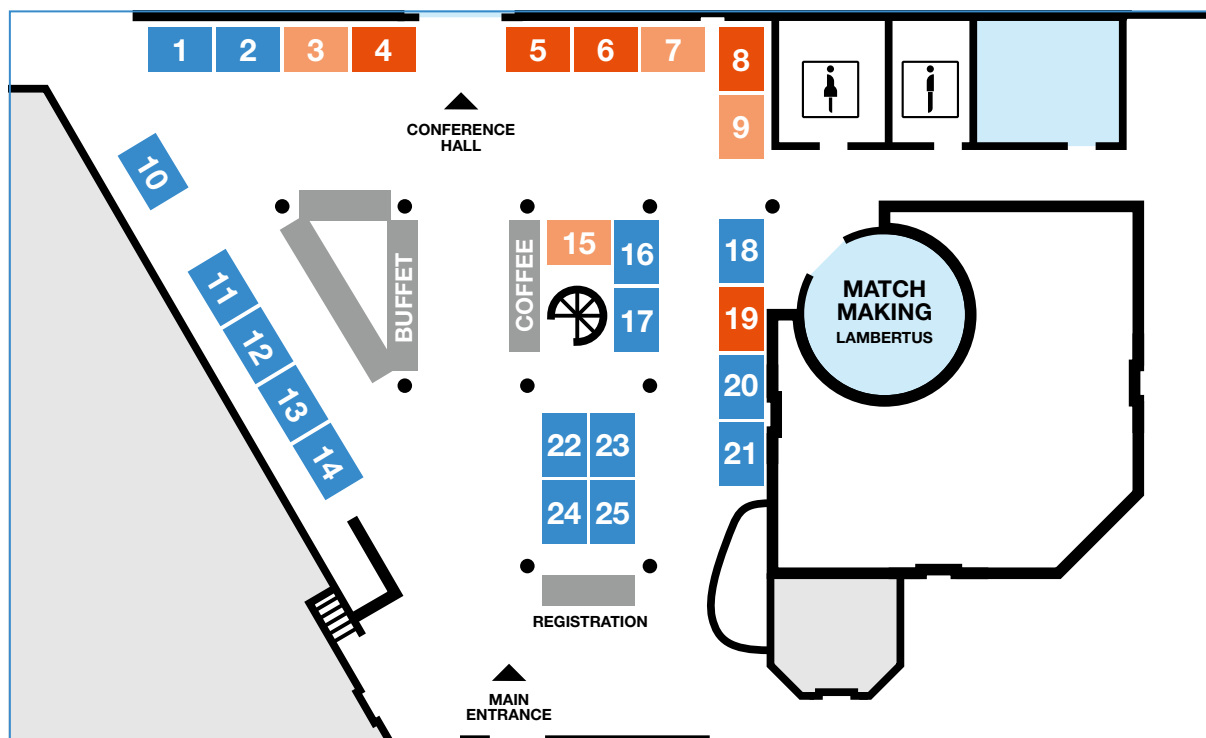 1 2 3 4 5 6 7 8
9
CONFERENCE
HALL
10
11
12
13
14
BUFFET
COFFEE
15 16
17
18
19
20
21
MATCH
MAKING
LAMBERTUS
22 23
24 25
REGISTRATION
MAIN
ENTRANCE